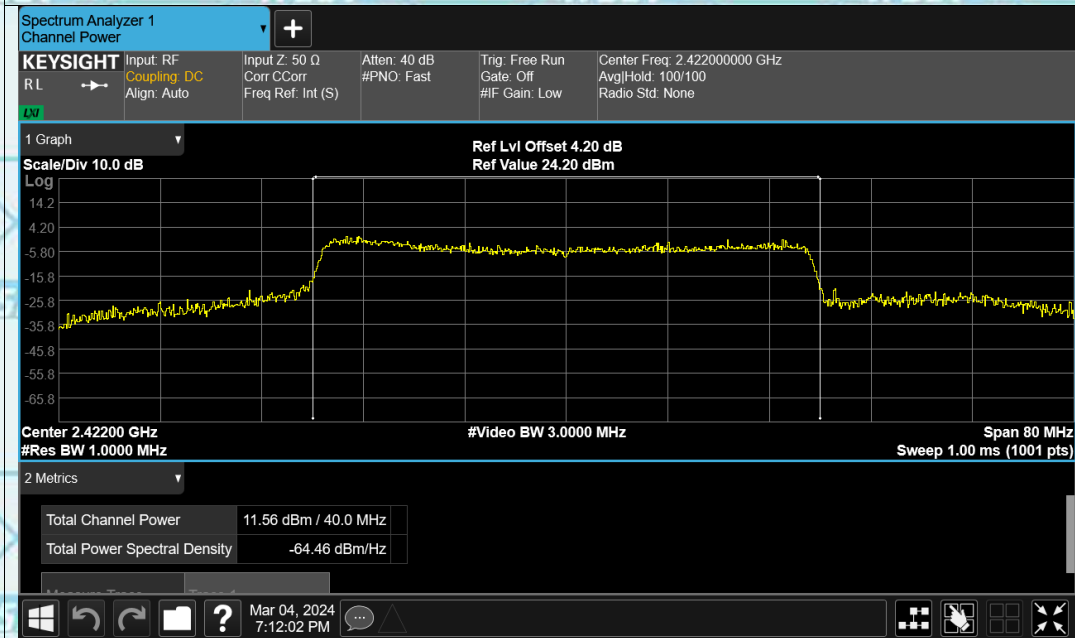 Spectrum Analyzer 1
Channel Power
KEYSIGHT
RL
LXI
Input: RF
Coupling: DC
Align: Auto
Input Z: 50 Ω
Corr CCorr
Freq Ref: Int (S)
Atten: 40 dB
#PNO: Fast
Trig: Free Run
Gate: Off
#IF Gain: Low
Center Freq: 2.422000000 GHz
Avg|Hold: 100/100
Radio Std: None
1 Graph
Scale/Div 10.0 dB
Ref Lvl Offset 4.20 dB
Ref Value 24.20 dBm
Log
14.2
4.20
-5.80
-15.8
-25.8
-35.8
-45.8
-55.8
-65.8
Center 2.42200 GHz
#Video BW 3.0000 MHz
Span 80 MHz
#Res BW 1.0000 MHz
Sweep 1.00 ms (1001 pts)
2 Metrics
Total Channel Power 11.56 dBm / 40.0 MHz
Total Power Spectral Density -64.46 dBm/Hz
Measure Trace Trace 1
?
Mar 04, 2024
7:12:02 PM